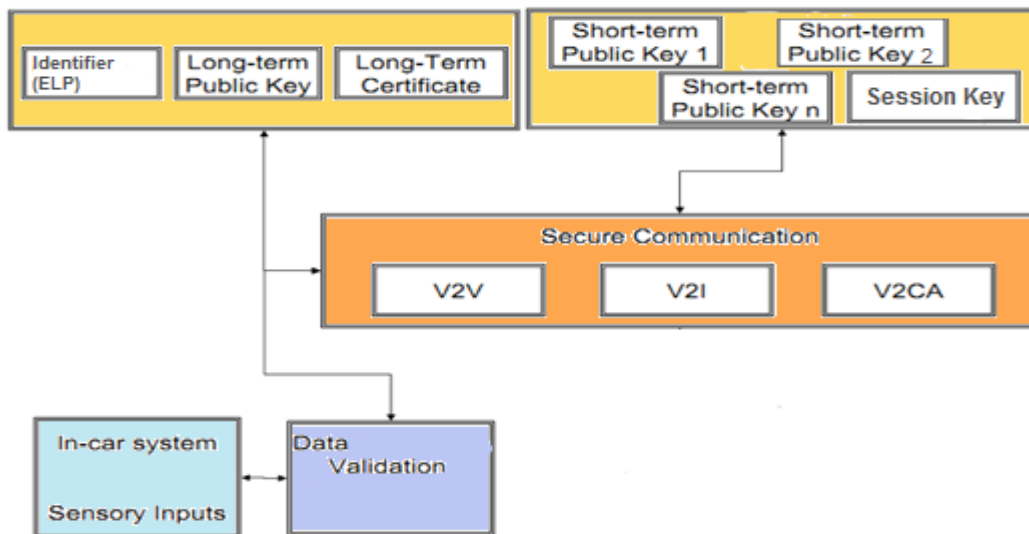 Identifier
(ELP)
Long-term
Public Key
Long-Term
Certificate
Short-term
Public Key 1
Short-term
Public Key 2
Short-term
Public Key n
Session Key
Secure Communication
V2V
V2I
V2CA
In-car system
Sensory Inputs
Data
Validation